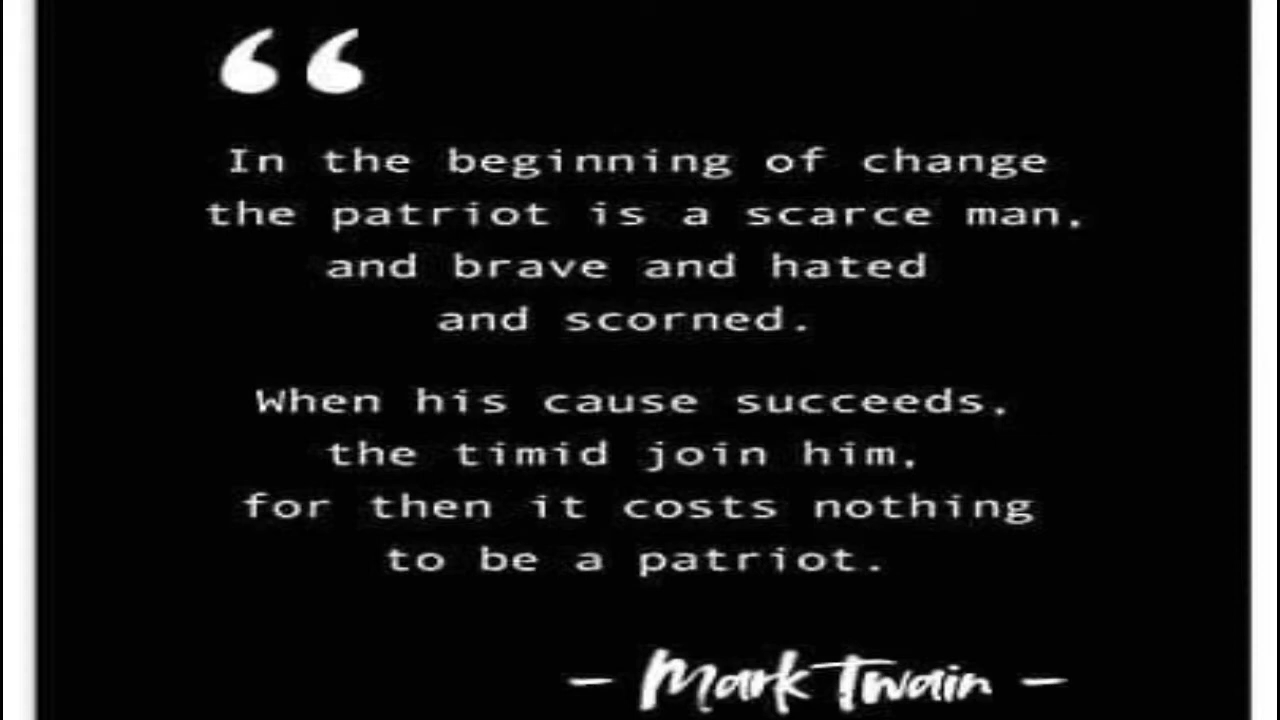 “
In the beginning of change
the patriot is a scarce man,
and brave and hated
and scorned.
When his cause succeeds,
the timid join him,
for then it costs nothing
to be a patriot.
– Mark Twain –